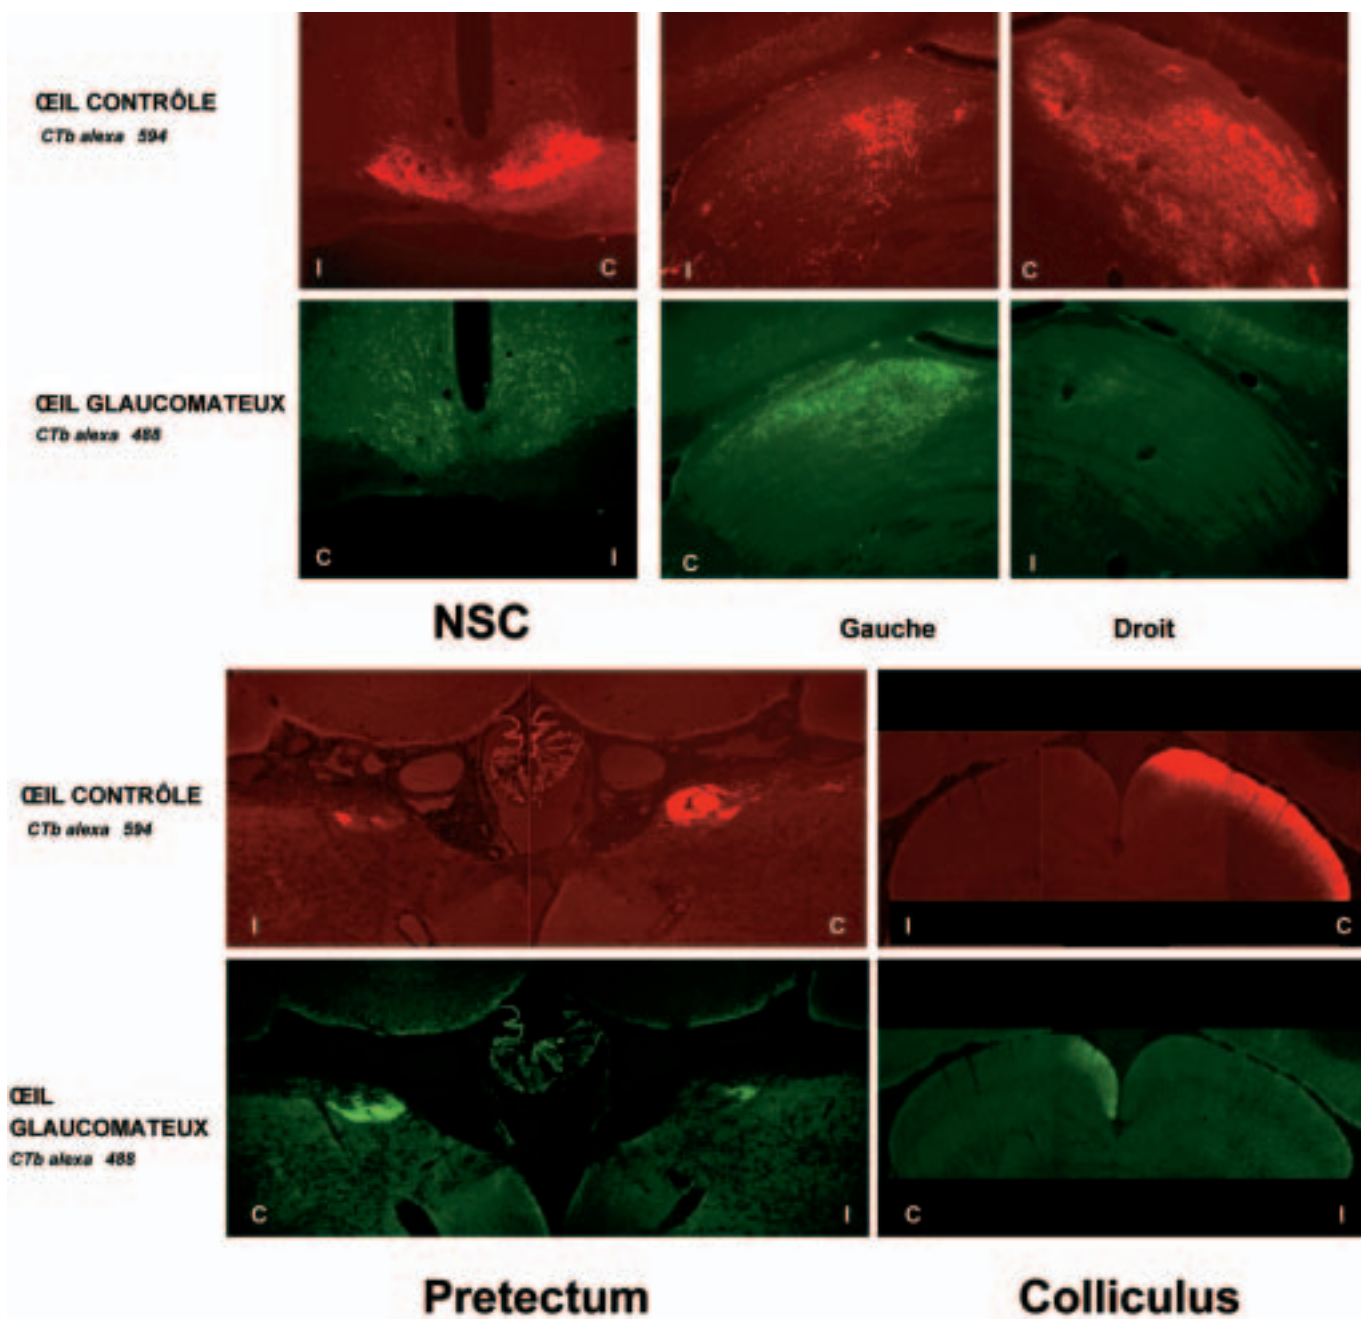 ŒIL CONTRÔLE
CTb alexa 594
I
C
I
C
ŒIL GLAUCOMATEUX
CTb alexa 488
C
I
C
I
NSC
Gauche
Droit
ŒIL CONTRÔLE
CTb alexa 594
I
C
I
C
ŒIL
GLAUCOMATEUX
CTb alexa 488
C
I
C
I
Pretectum
Colliculus